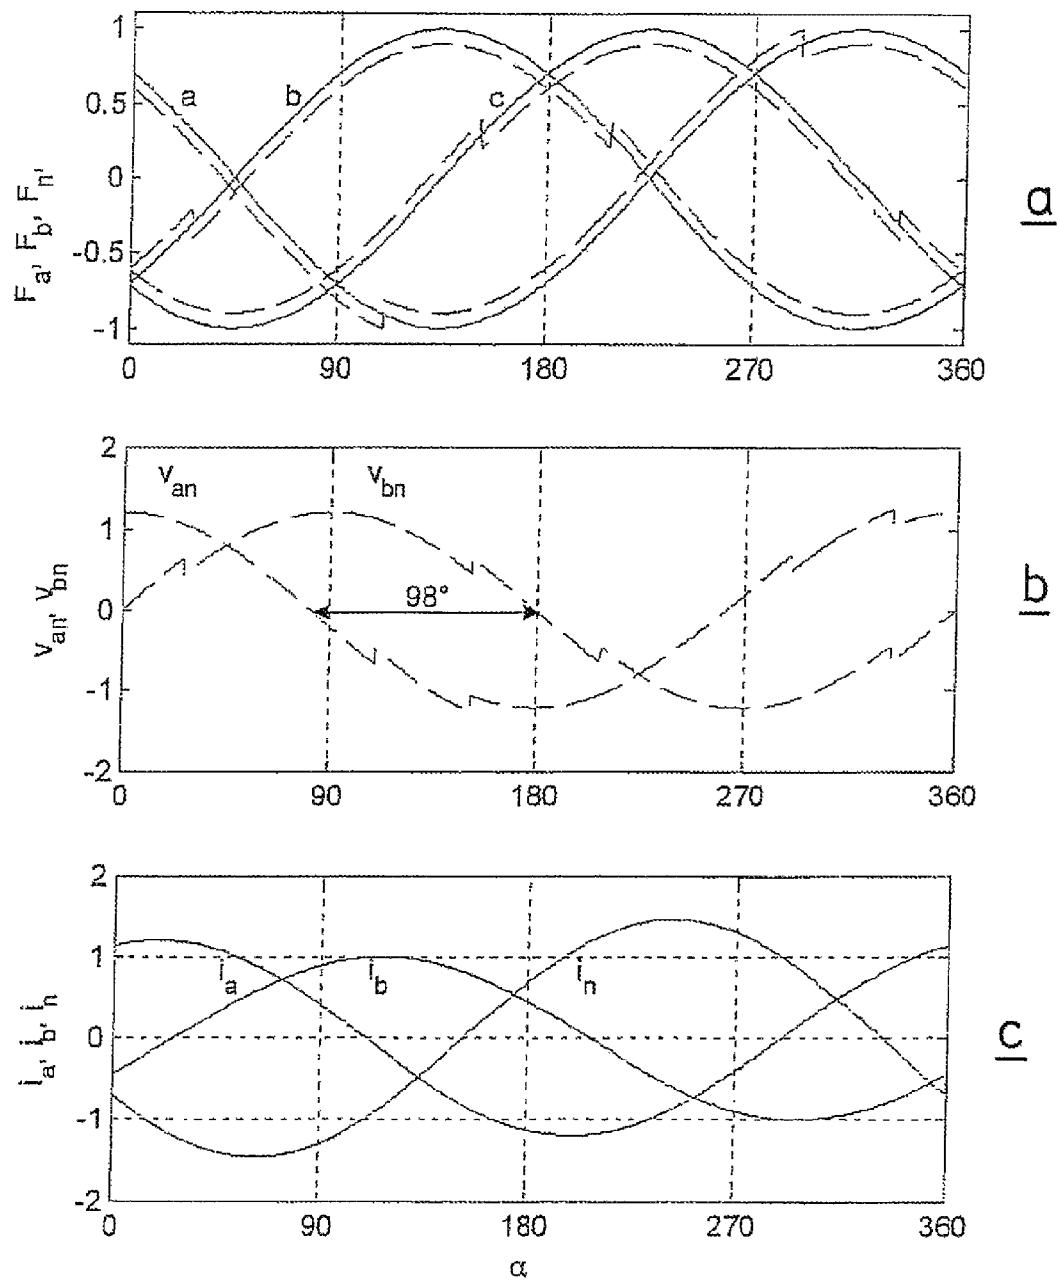 1
0.5
0
-0.5
-1
F_a, F_b, F_n,
a
b
c
0 90 180 270 360
a
2
1
0
-1
-2
v_an, v_bn
v_an
v_bn
98°
0 90 180 270 360
b
2
1
0
-1
-2
i_a, i_b, i_n
i_a
i_b
i_n
0 90 180 270 360
c
α